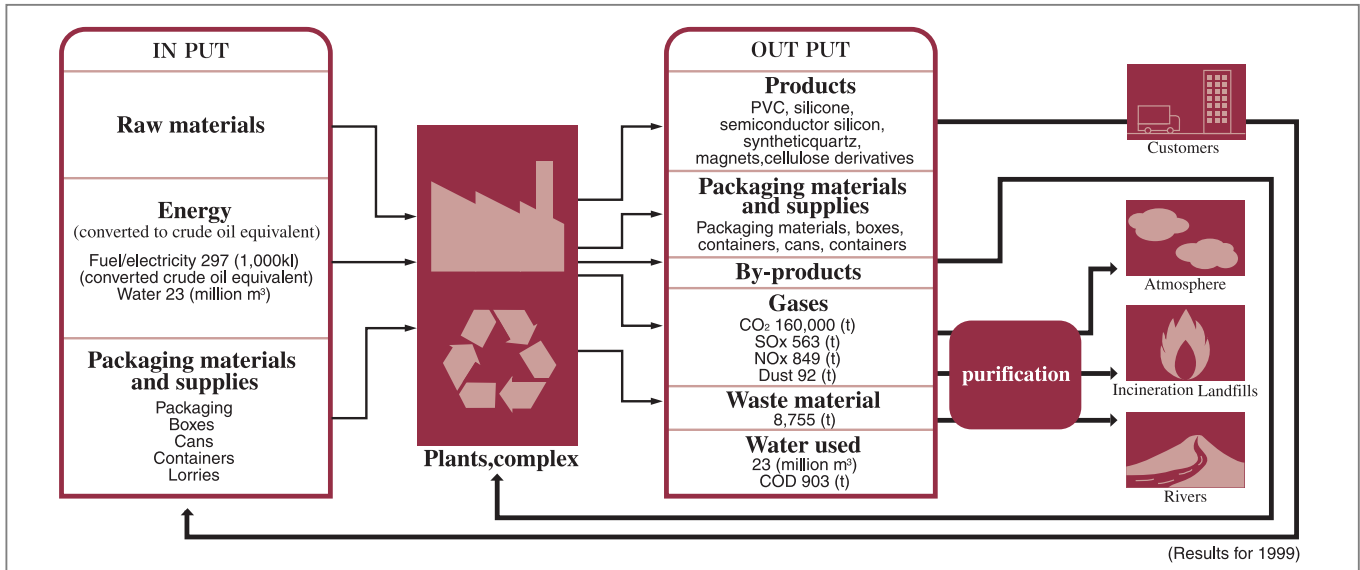 IN PUT
Raw materials
Energy
(converted to crude oil equivalent)
Fuel/electricity 297 (1,000kl)
(converted crude oil equivalent)
Water 23 (million m³)
Packaging materials
and supplies
Packaging
Boxes
Cans
Containers
Lorries
Plants,complex
OUT PUT
Products
PVC, silicone,
semiconductor silicon,
syntheticquartz,
magnets,cellulose derivatives
Packaging materials
and supplies
Packaging materials, boxes,
containers, cans, containers
By-products
Gases
CO₂ 160,000 (t)
SOx 563 (t)
NOx 849 (t)
Dust 92 (t)
Waste material
8,755 (t)
Water used
23 (million m³)
COD 903 (t)
purification
Customers
Atmosphere
Incineration Landfills
Rivers
(Results for 1999)